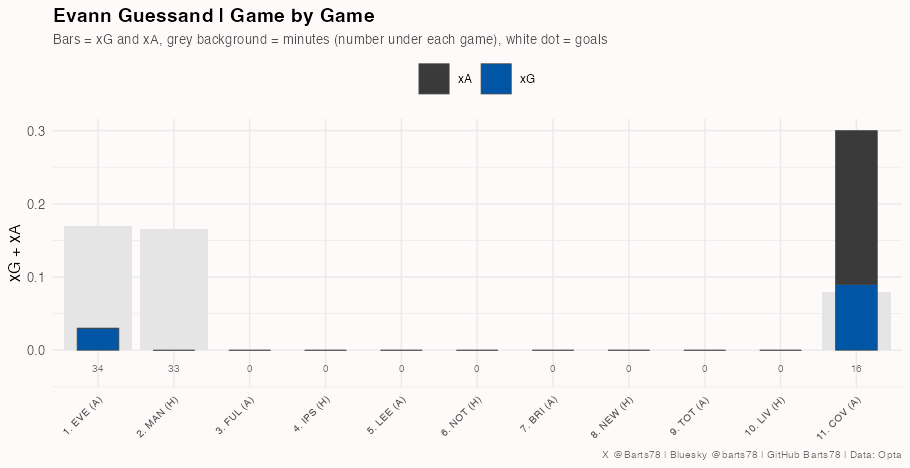 Evann Guessand | Game by Game
Bars = xG and xA, grey background = minutes (number under each game), white dot = goals
xA xG
xG + xA
0.3
0.2
0.1
0.0
34 33 0 0 0 0 0 0 0 0 16
1. EVE (A) 2. MAN (H) 3. FUL (A) 4. IPS (H) 5. LEE (A) 6. NOT (H) 7. BRI (A) 8. NEW (H) 9. TOT (A) 10. LIV (H) 11. COV (A)
X @Barts78 | Bluesky @barts78 | GitHub Barts78 | Data: Opta